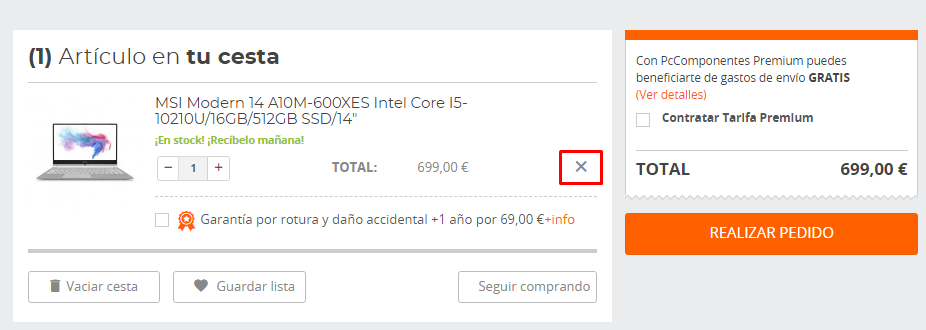 (1) Artículo en tu cesta
MSI Modern 14 A10M-600XES Intel Core I5-
10210U/16GB/512GB SSD/14"
¡En stock! ¡Recíbelo mañana!
− 1 + TOTAL: 699,00 € ×
Garantía por rotura y daño accidental +1 año por 69,00 €+info
Vaciar cesta
Guardar lista
Seguir comprando
Con PcComponentes Premium puedes
beneficiarte de gastos de envío GRATIS
(Ver detalles)
Contratar Tarifa Premium
TOTAL 699,00 €
REALIZAR PEDIDO